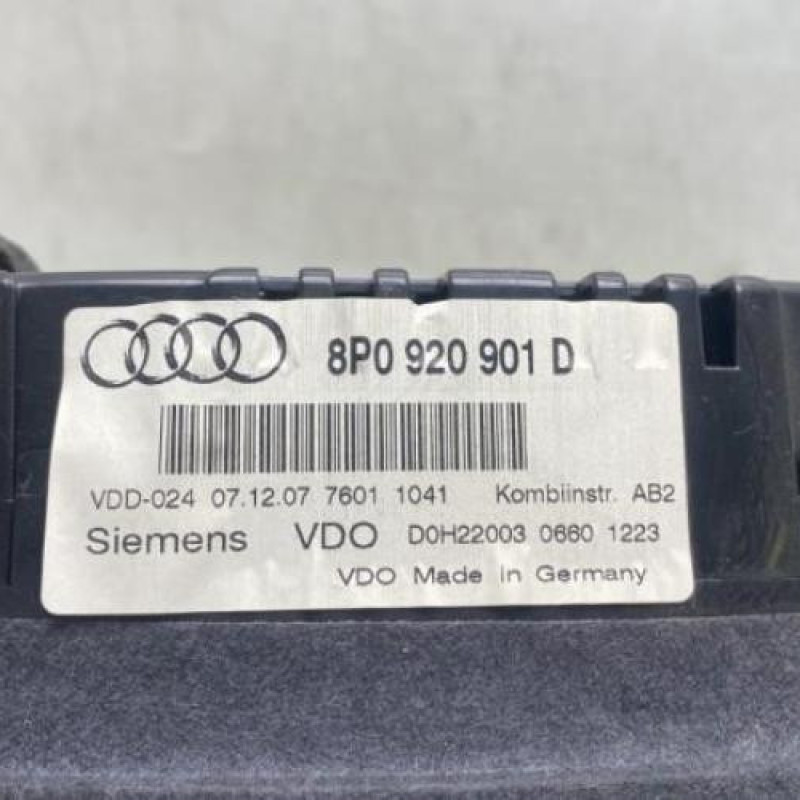 8P0 920 901 D
VDD-024 07.12.07 7601 1041 Kombiinstr. AB2
Siemens VDO D0H22003 0660 1223
VDO Made in Germany